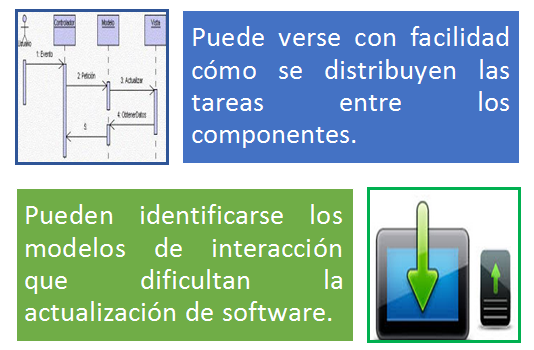 Controlador Modelo Vista
Usuario
1: Evento
2: Petición
3: Actualizar
4: ObtenerDatos
5:
Puede verse con facilidad
cómo se distribuyen las
tareas entre los
componentes.
Pueden identificarse los
modelos de interacción
que dificultan la
actualización de software.